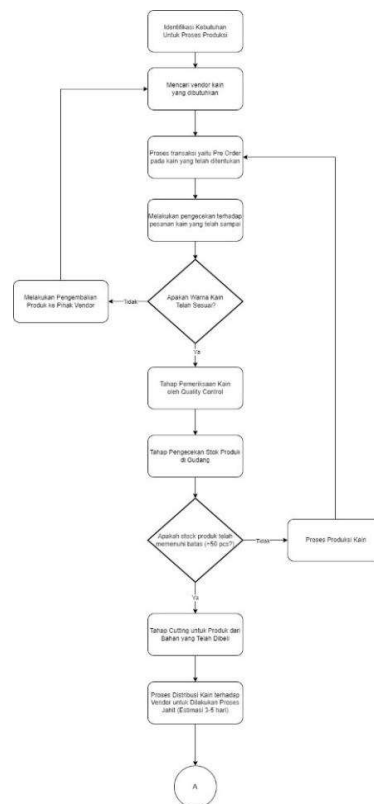 Identifikasi Kebutuhan
Untuk Proses Produksi
Mencari vendor kain
yang dibutuhkan
Proses transaksi yaitu Pre Order
pada kain yang telah ditentukan
Melakukan pengecekan terhadap
pesanan kain yang telah sampai
Apakah Warna Kain
Telah Sesuai?
Tidak
Melakukan Pengembalian
Produk ke Pihak Vendor
Ya
Tahap Pemeriksaan Kain
oleh Quality Control
Tahap Pengecekan Stok Produk
di Gudang
Apakah stock produk telah
memenuhi batas (>50 pcs?)
Tidak
Proses Produksi Kain
Ya
Tahap Cutting untuk Produk dari
Bahan yang Telah Dibeli
Proses Distribusi Kain terhadap
Vendor untuk Dilakukan Proses
Jahit (Estimasi 3-5 hari)
A